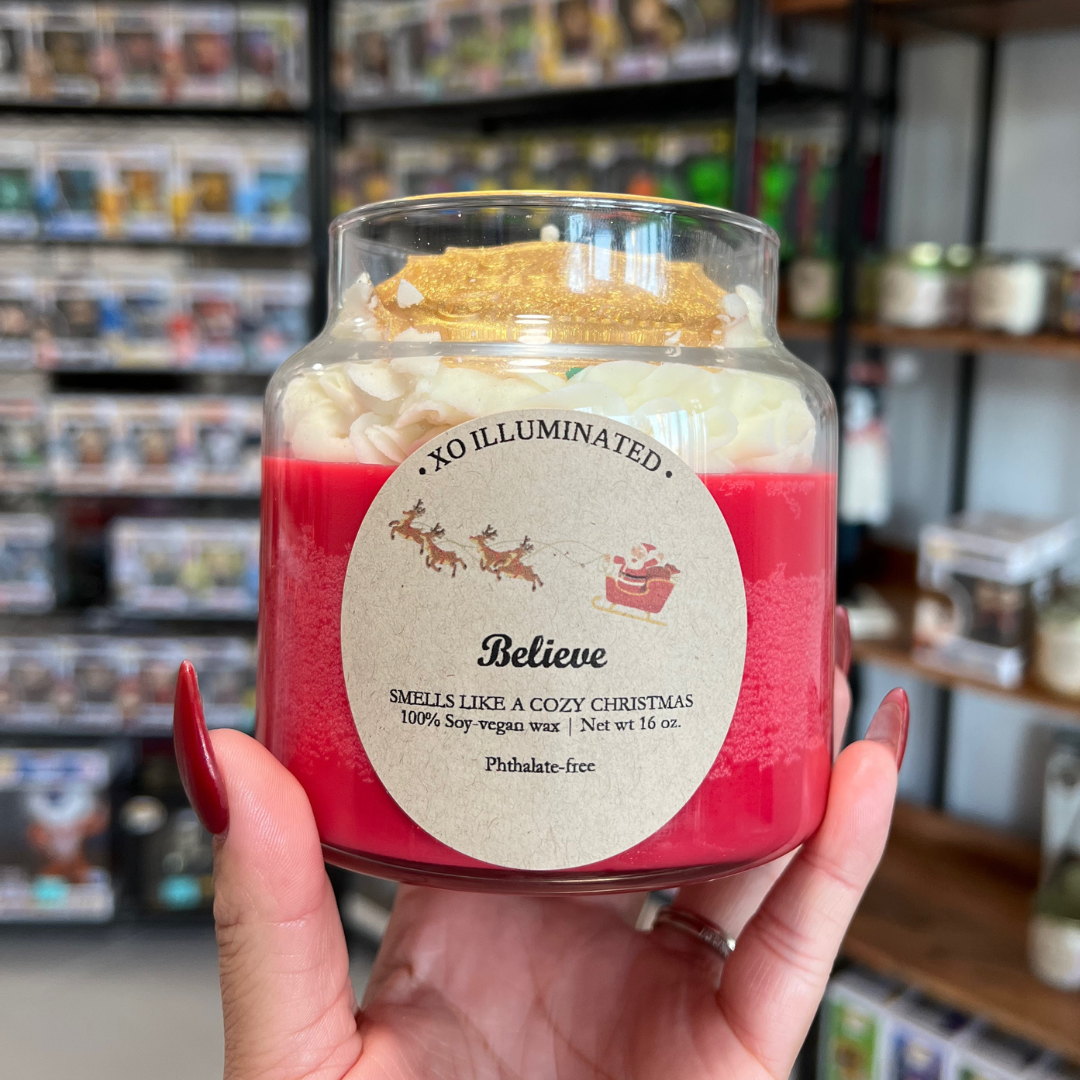 • XO ILLUMINATED •
Believe
SMELLS LIKE A COZY CHRISTMAS
100% Soy-vegan wax | Net wt 16 oz.
Phthalate-free